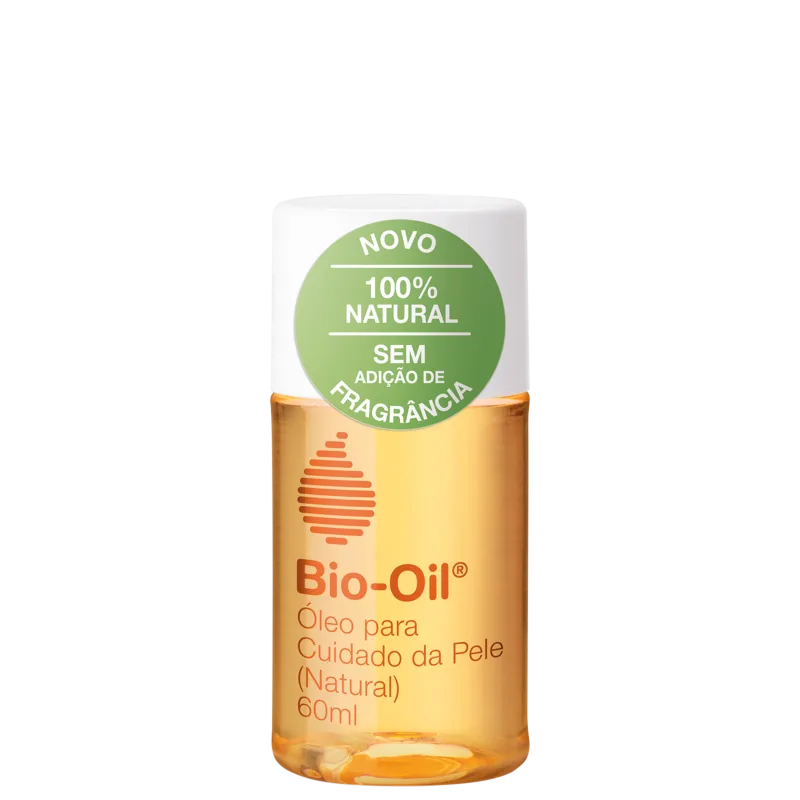 NOVO
100%
NATURAL
SEM
ADIÇÃO DE
FRAGRÂNCIA
Bio-Oil®
Óleo para
Cuidado da Pele
(Natural)
60ml